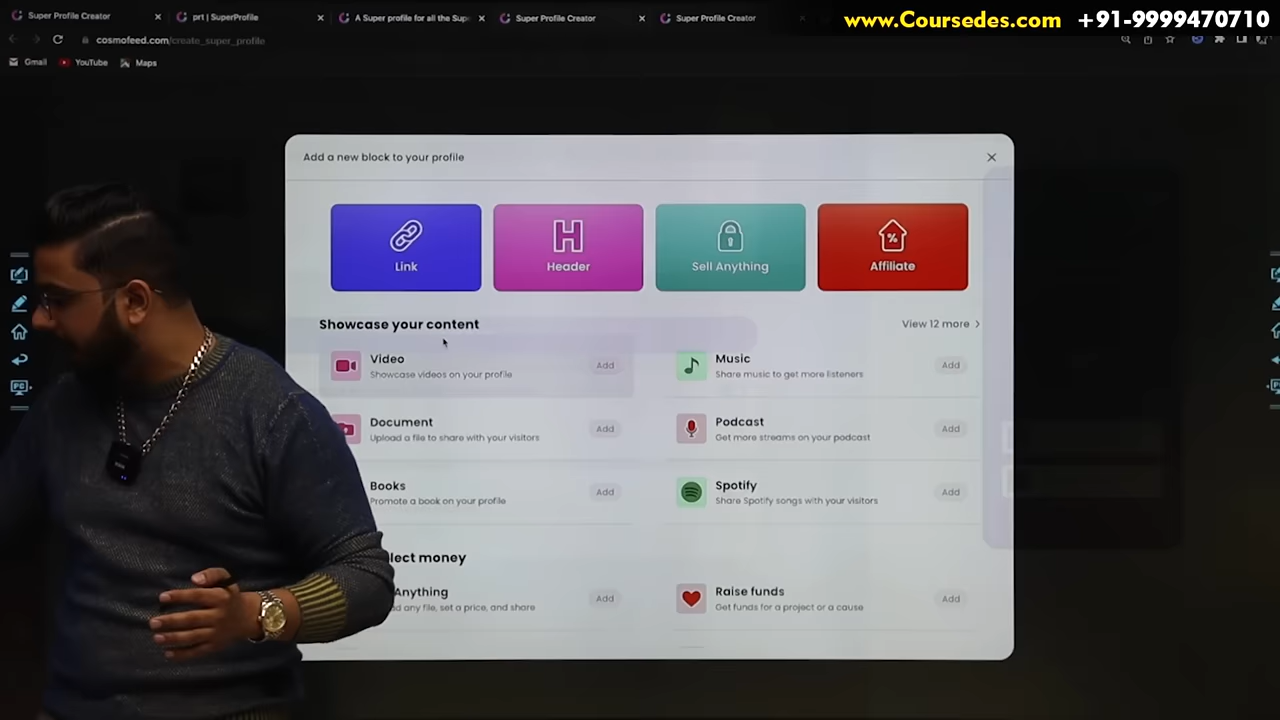 www.Coursedes.com +91-9999470710
Super Profile Creator
pr1 | SuperProfile
A Super profile for all the Sup
Super Profile Creator
Super Profile Creator
cosmofeed.com/create_super_profile
Gmail
YouTube
Maps
Add a new block to your profile
Link
Header
Sell Anything
Affiliate
Showcase your content
View 12 more
Video
Showcase videos on your profile
Add
Music
Share music to get more listeners
Add
Document
Upload a file to share with your visitors
Add
Podcast
Get more streams on your podcast
Add
Books
Promote a book on your profile
Add
Spotify
Share Spotify songs with your visitors
Add
lect money
Anything
d any file, set a price, and share
Add
Raise funds
Get funds for a project or a cause
Add